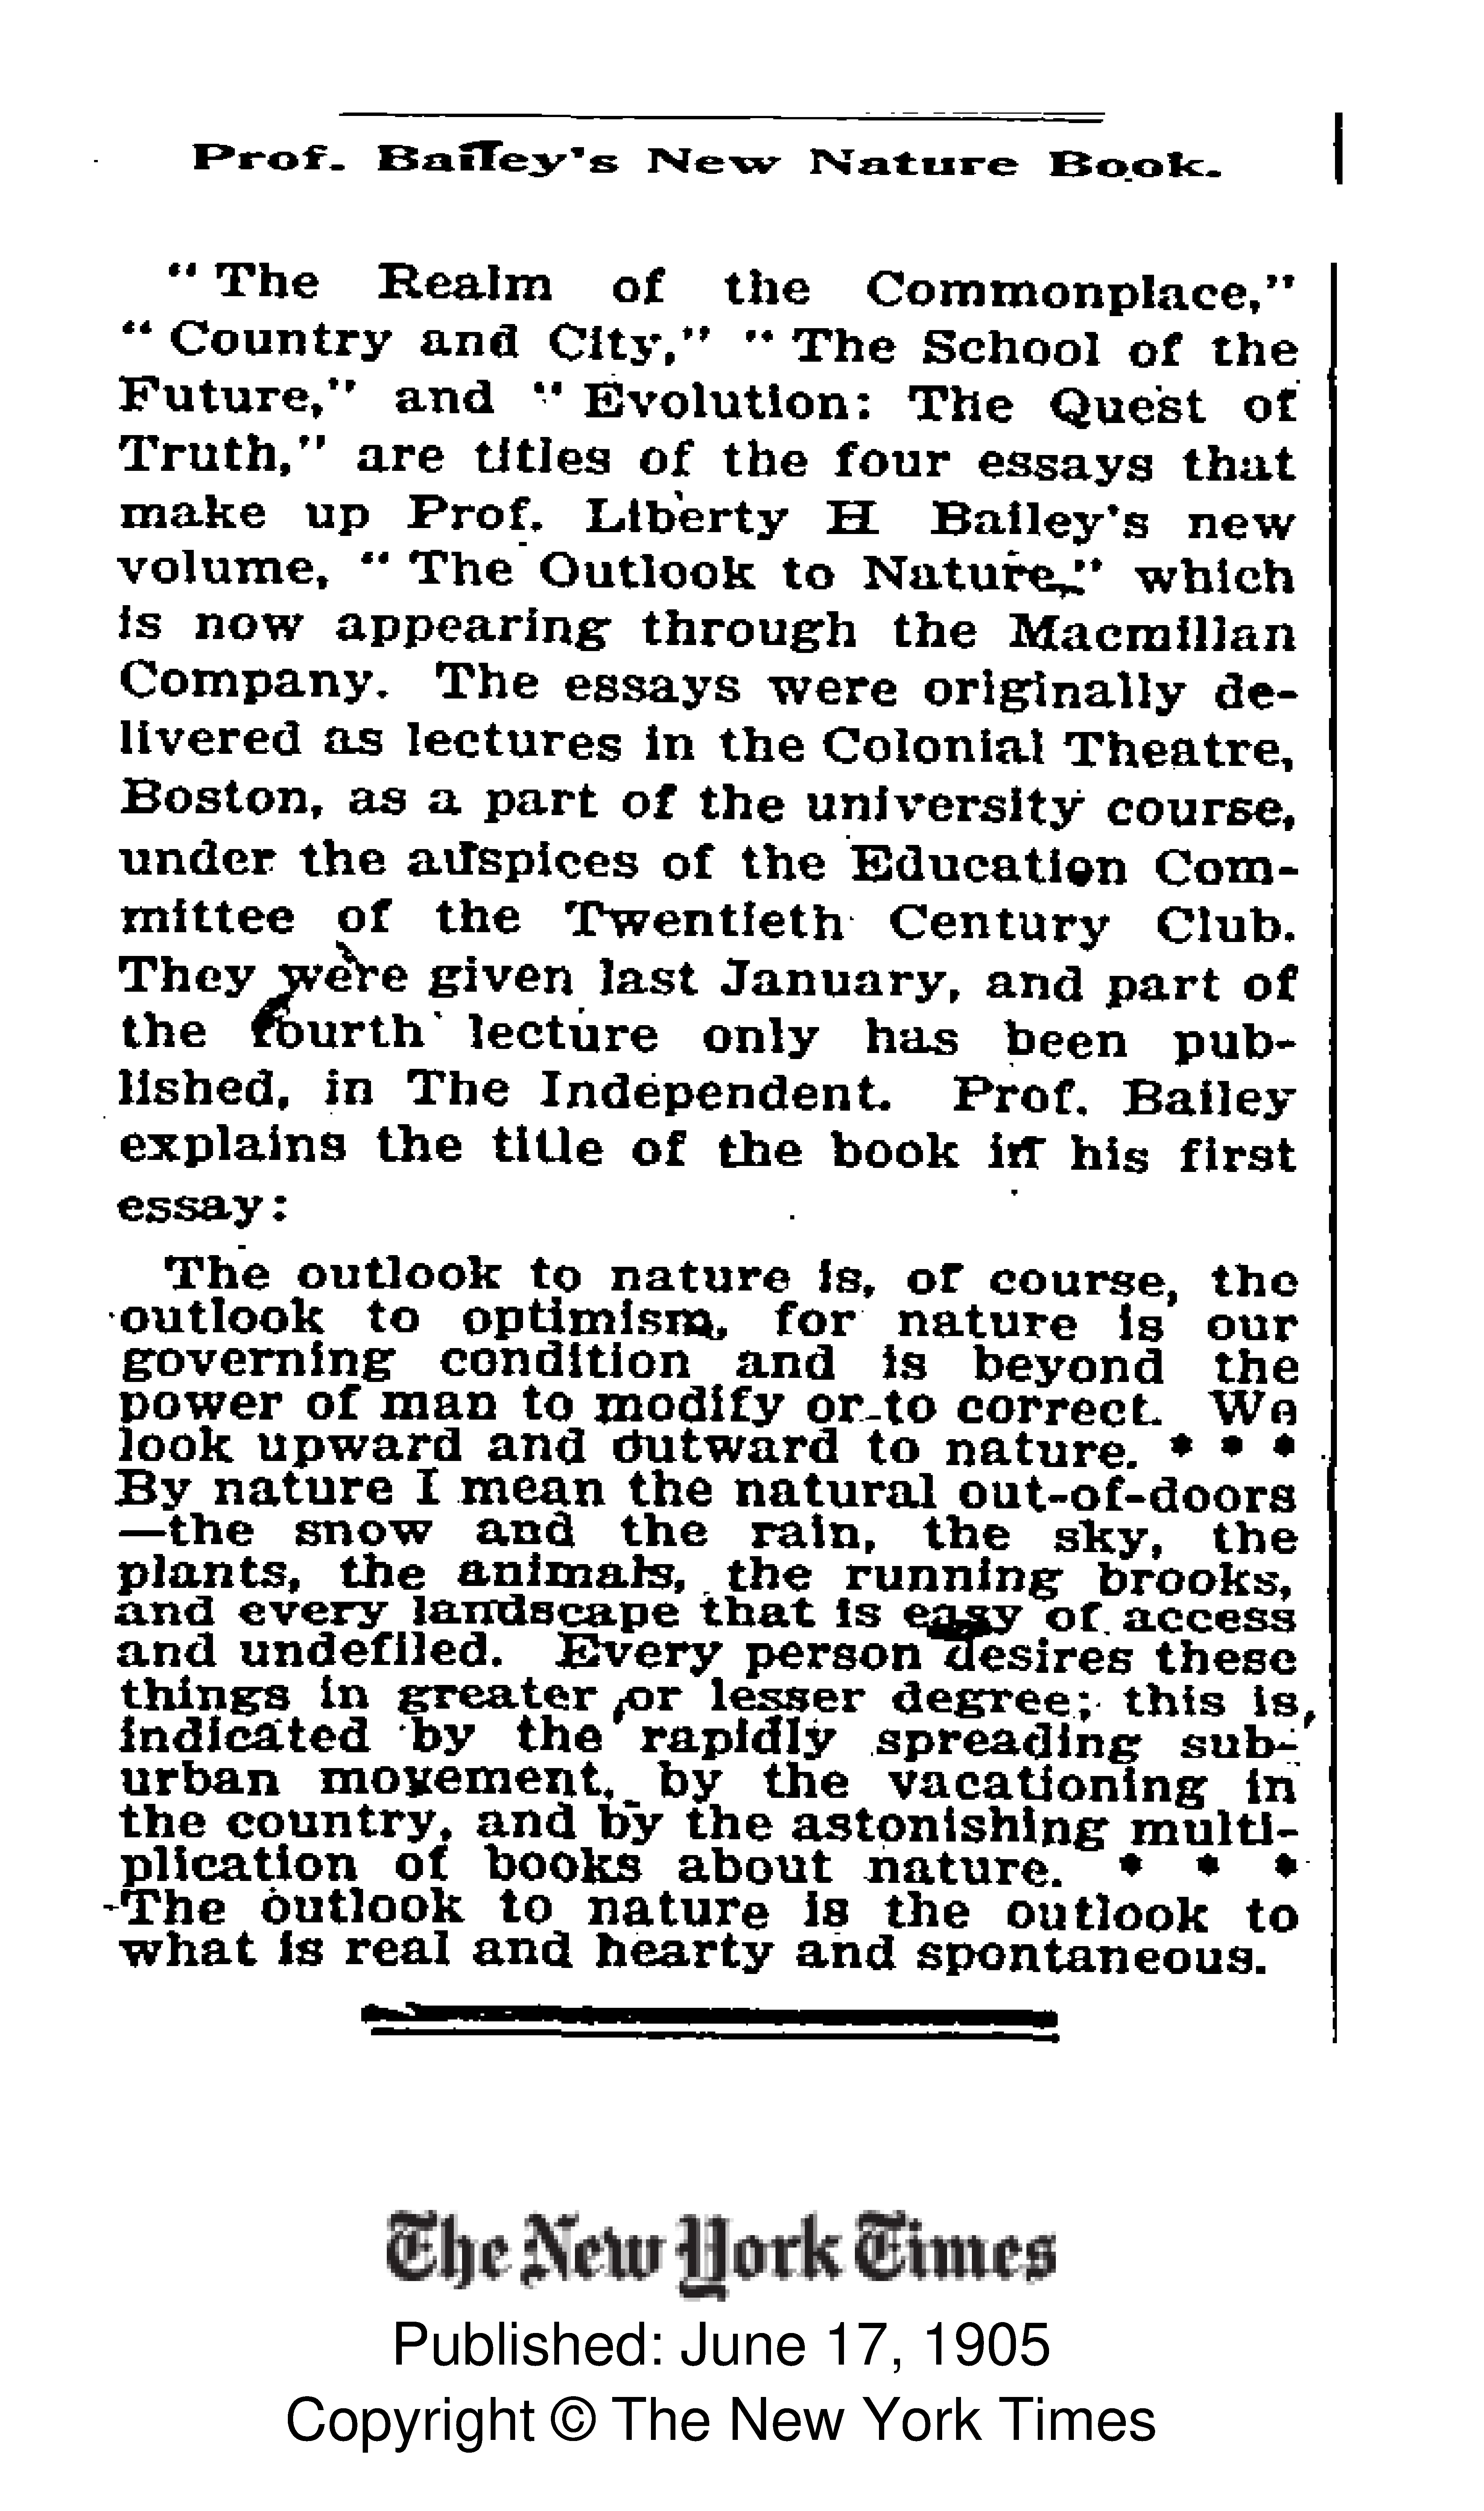 Prof. Bailey's New Nature Book.
"The Realm of the Commonplace,"
"Country and City," "The School of the
Future," and "Evolution: The Quest of
Truth," are titles of the four essays that
make up Prof. Liberty H Bailey's new
volume, "The Outlook to Nature," which
is now appearing through the Macmillan
Company. The essays were originally de-
livered as lectures in the Colonial Theatre,
Boston, as a part of the university course,
under the auspices of the Education Com-
mittee of the Twentieth Century Club.
They were given last January, and part of
the fourth lecture only has been pub-
lished, in The Independent. Prof. Bailey
explains the title of the book in his first
essay:
The outlook to nature is, of course, the
outlook to optimism, for nature is our
governing condition and is beyond the
power of man to modify or to correct. We
look upward and outward to nature. * * *
By nature I mean the natural out-of-doors
—the snow and the rain, the sky, the
plants, the animals, the running brooks,
and every landscape that is easy of access
and undefiled. Every person desires these
things in greater or lesser degree; this is
indicated by the rapidly spreading sub-
urban movement, by the vacationing in
the country, and by the astonishing multi-
plication of books about nature. * * *
The outlook to nature is the outlook to
what is real and hearty and spontaneous.
The New York Times
Published: June 17, 1905
Copyright © The New York Times